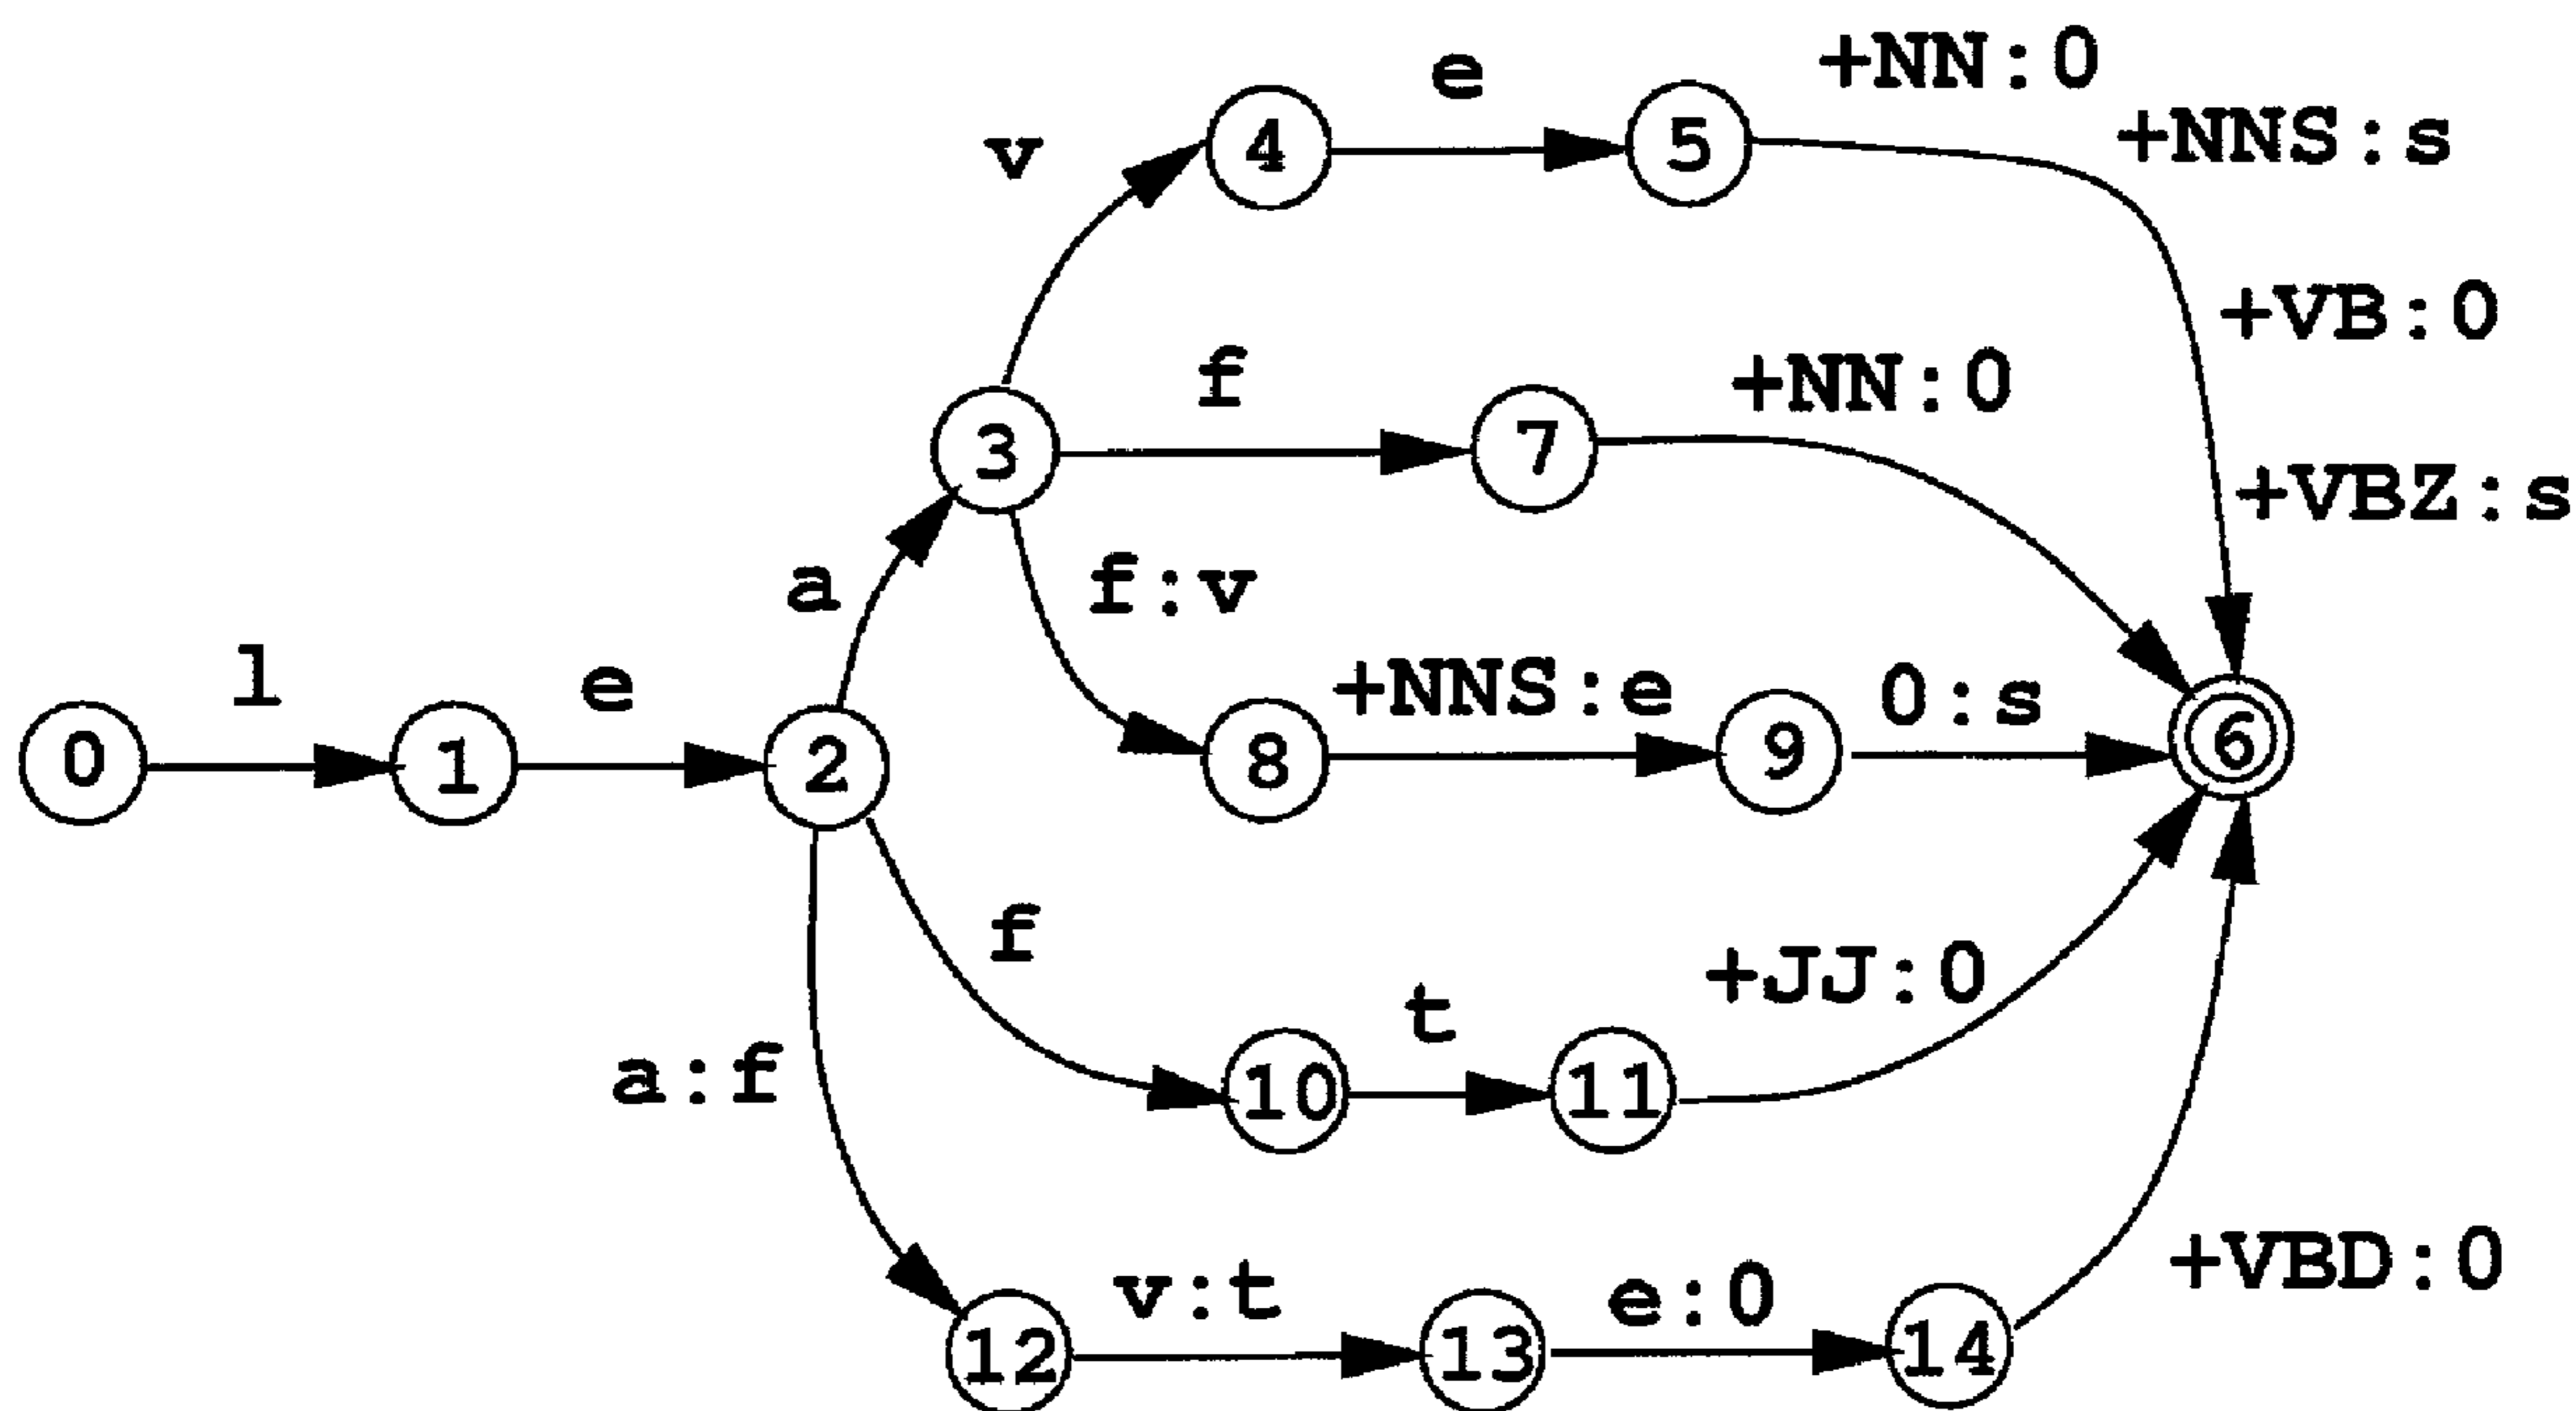 +NN:0
e
+NNS:s
v
4
5
+VB:0
f
+NN:0
3
7
+VBZ:s
a
f:v
l
e
+NNS:e
0:s
0
1
2
8
9
6
f
t
+JJ:0
a:f
10
11
v:t
e:0
+VBD:0
12
13
14